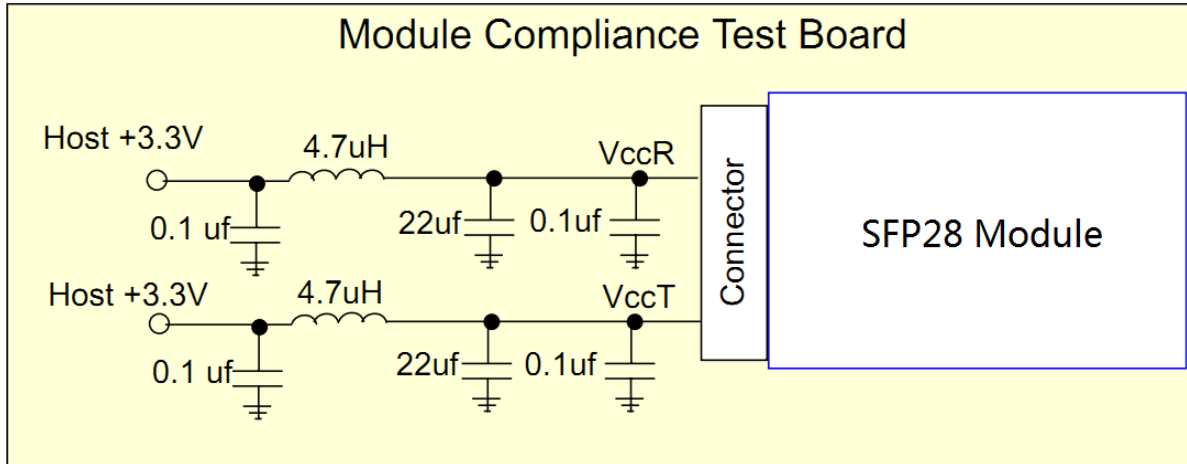 Module Compliance Test Board
Host +3.3V
4.7uH
VccR
0.1 uf
22uf
0.1uf
Host +3.3V
4.7uH
VccT
0.1 uf
22uf
0.1uf
Connector
SFP28 Module